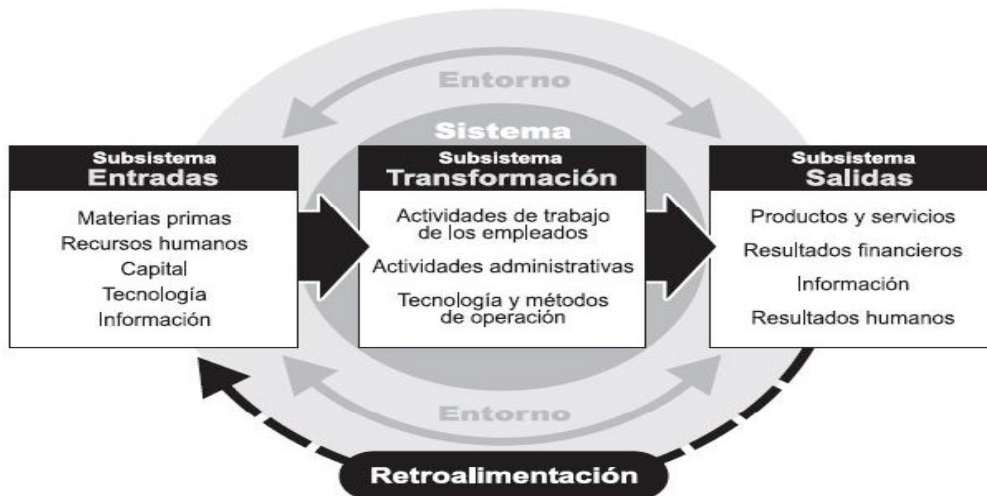 Entorno
Sistema
Subsistema
Entradas
Materias primas
Recursos humanos
Capital
Tecnología
Información
Subsistema
Transformación
Actividades de trabajo
de los empleados
Actividades administrativas
Tecnología y métodos
de operación
Subsistema
Salidas
Productos y servicios
Resultados financieros
Información
Resultados humanos
Entorno
Retroalimentación